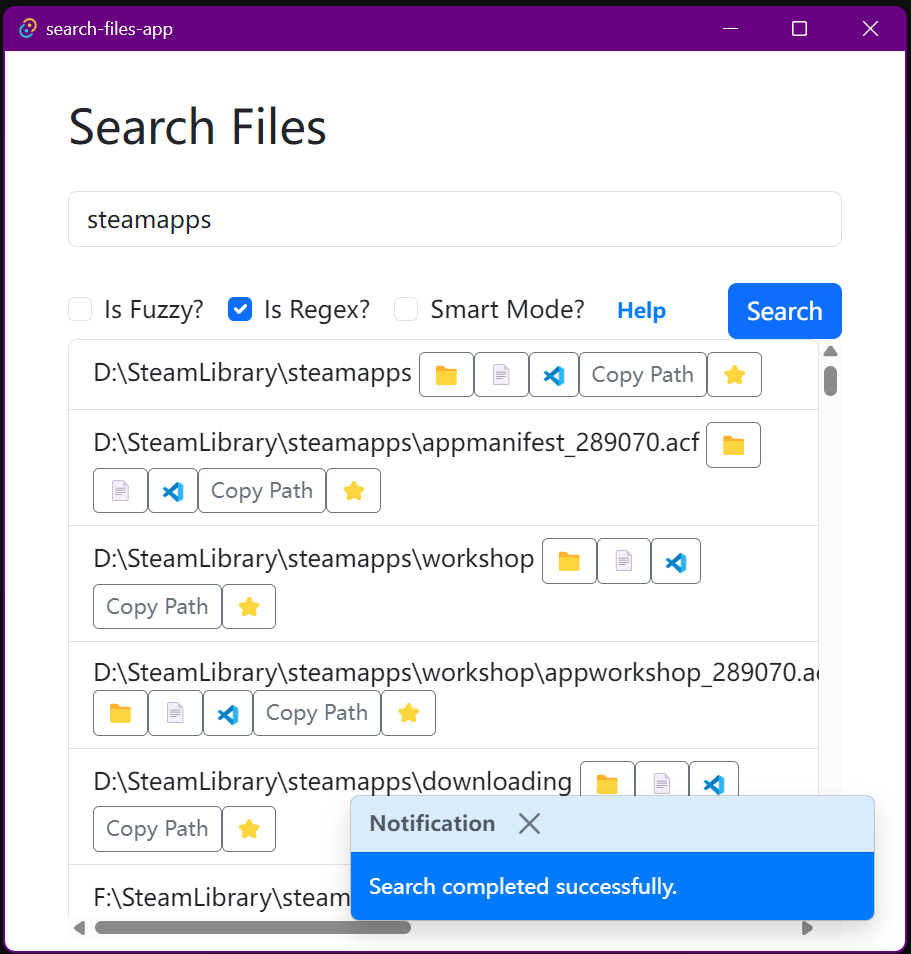 search-files-app
Search Files
steamapps
Is Fuzzy? Is Regex? Smart Mode? Help Search
D:\SteamLibrary\steamapps Copy Path
D:\SteamLibrary\steamapps\appmanifest_289070.acf
Copy Path
D:\SteamLibrary\steamapps\workshop
Copy Path
D:\SteamLibrary\steamapps\workshop\appworkshop_289070.ac
Copy Path
D:\SteamLibrary\steamapps\downloading
Copy Path
F:\SteamLibrary\steam
Notification
Search completed successfully.